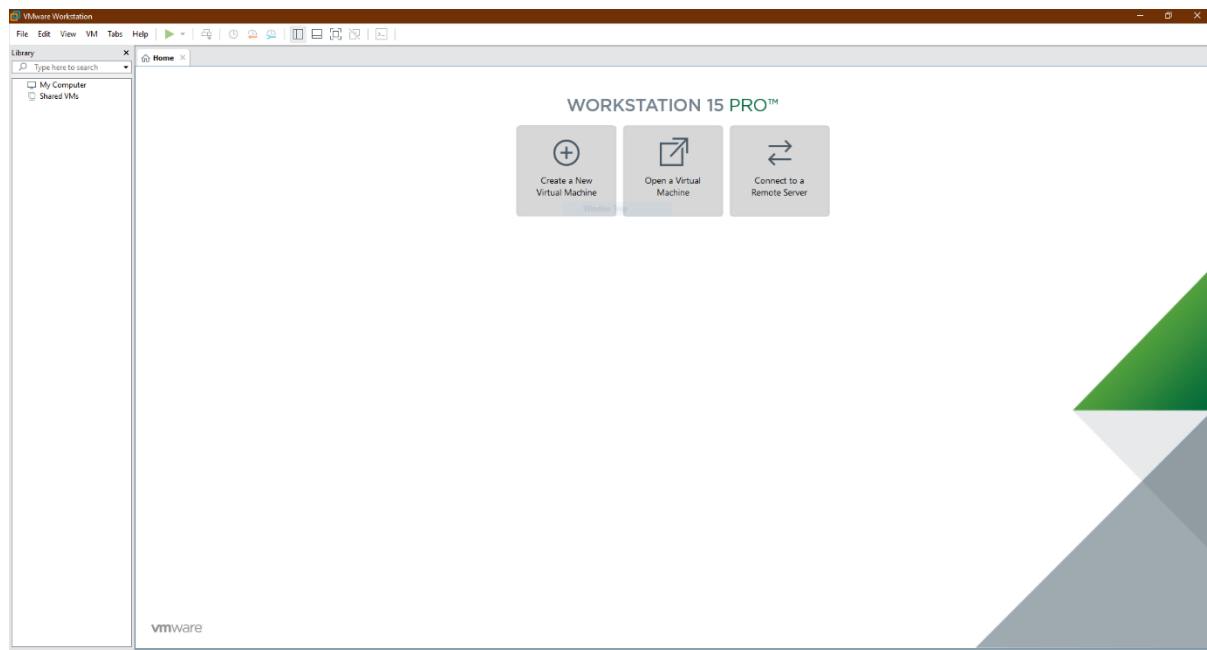 VMware Workstation
File Edit View VM Tabs Help
Library
Type here to search
My Computer
Shared VMs
Home
WORKSTATION 15 PRO™
Create a New
Virtual Machine
Open a Virtual
Machine
Connect to a
Remote Server
Window
vmware